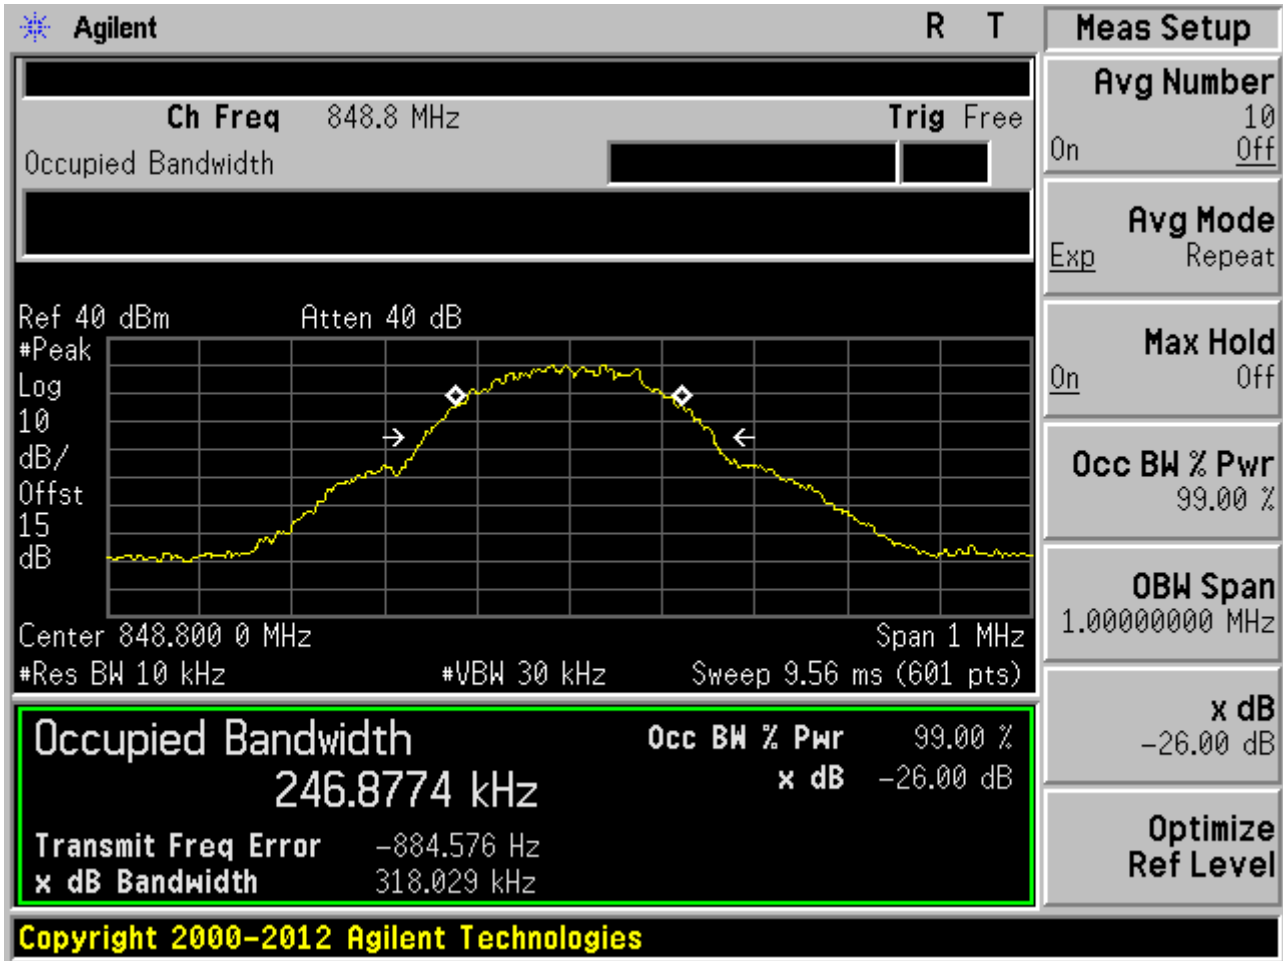 Agilent R T Meas Setup
Ch Freq 848.8 MHz Trig Free
Occupied Bandwidth
Ref 40 dBm Atten 40 dB
#Peak
Log
10
dB/
Offst
15
dB
Center 848.800 0 MHz Span 1 MHz
#Res BW 10 kHz #VBW 30 kHz Sweep 9.56 ms (601 pts)
Occupied Bandwidth Occ BW % Pwr 99.00 %
246.8774 kHz x dB -26.00 dB
Transmit Freq Error -884.576 Hz
x dB Bandwidth 318.029 kHz
Avg Number
10
On Off
Avg Mode
Exp Repeat
Max Hold
On Off
Occ BW % Pwr
99.00 %
OBW Span
1.00000000 MHz
x dB
-26.00 dB
Optimize
Ref Level
Copyright 2000-2012 Agilent Technologies